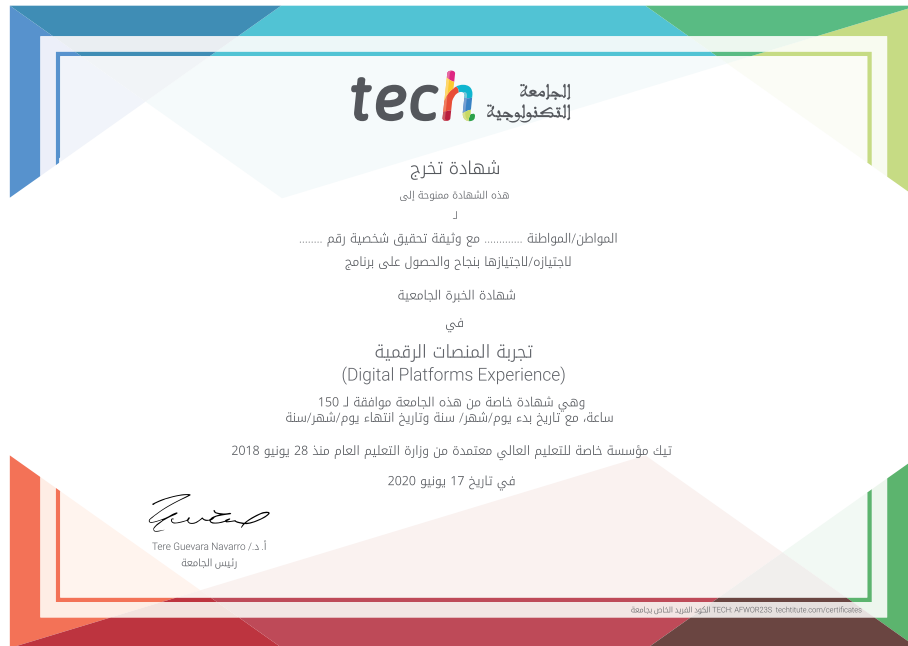 tech الجامعة
التكنولوجية
شهادة تخرج
هذه الشهادة ممنوحة إلى
لـ
المواطن/المواطنة ............ مع وثيقة تحقيق شخصية رقم ........
لاجتيازه/لاجتيازها بنجاح والحصول على برنامج
شهادة الخبرة الجامعية
في
تجربة المنصات الرقمية
(Digital Platforms Experience)
وهي شهادة خاصة من هذه الجامعة موافقة لـ 150
ساعة، مع تاريخ بدء يوم/شهر/ سنة وتاريخ انتهاء يوم/شهر/سنة
تيك مؤسسة خاصة للتعليم العالي معتمدة من وزارة التعليم العام منذ 28 يونيو 2018
في تاريخ 17 يونيو 2020
أ. د./ Tere Guevara Navarro
رئيس الجامعة
الكود الفريد الخاص بجامعة TECH: AFWOR23S techtitute.com/certificates